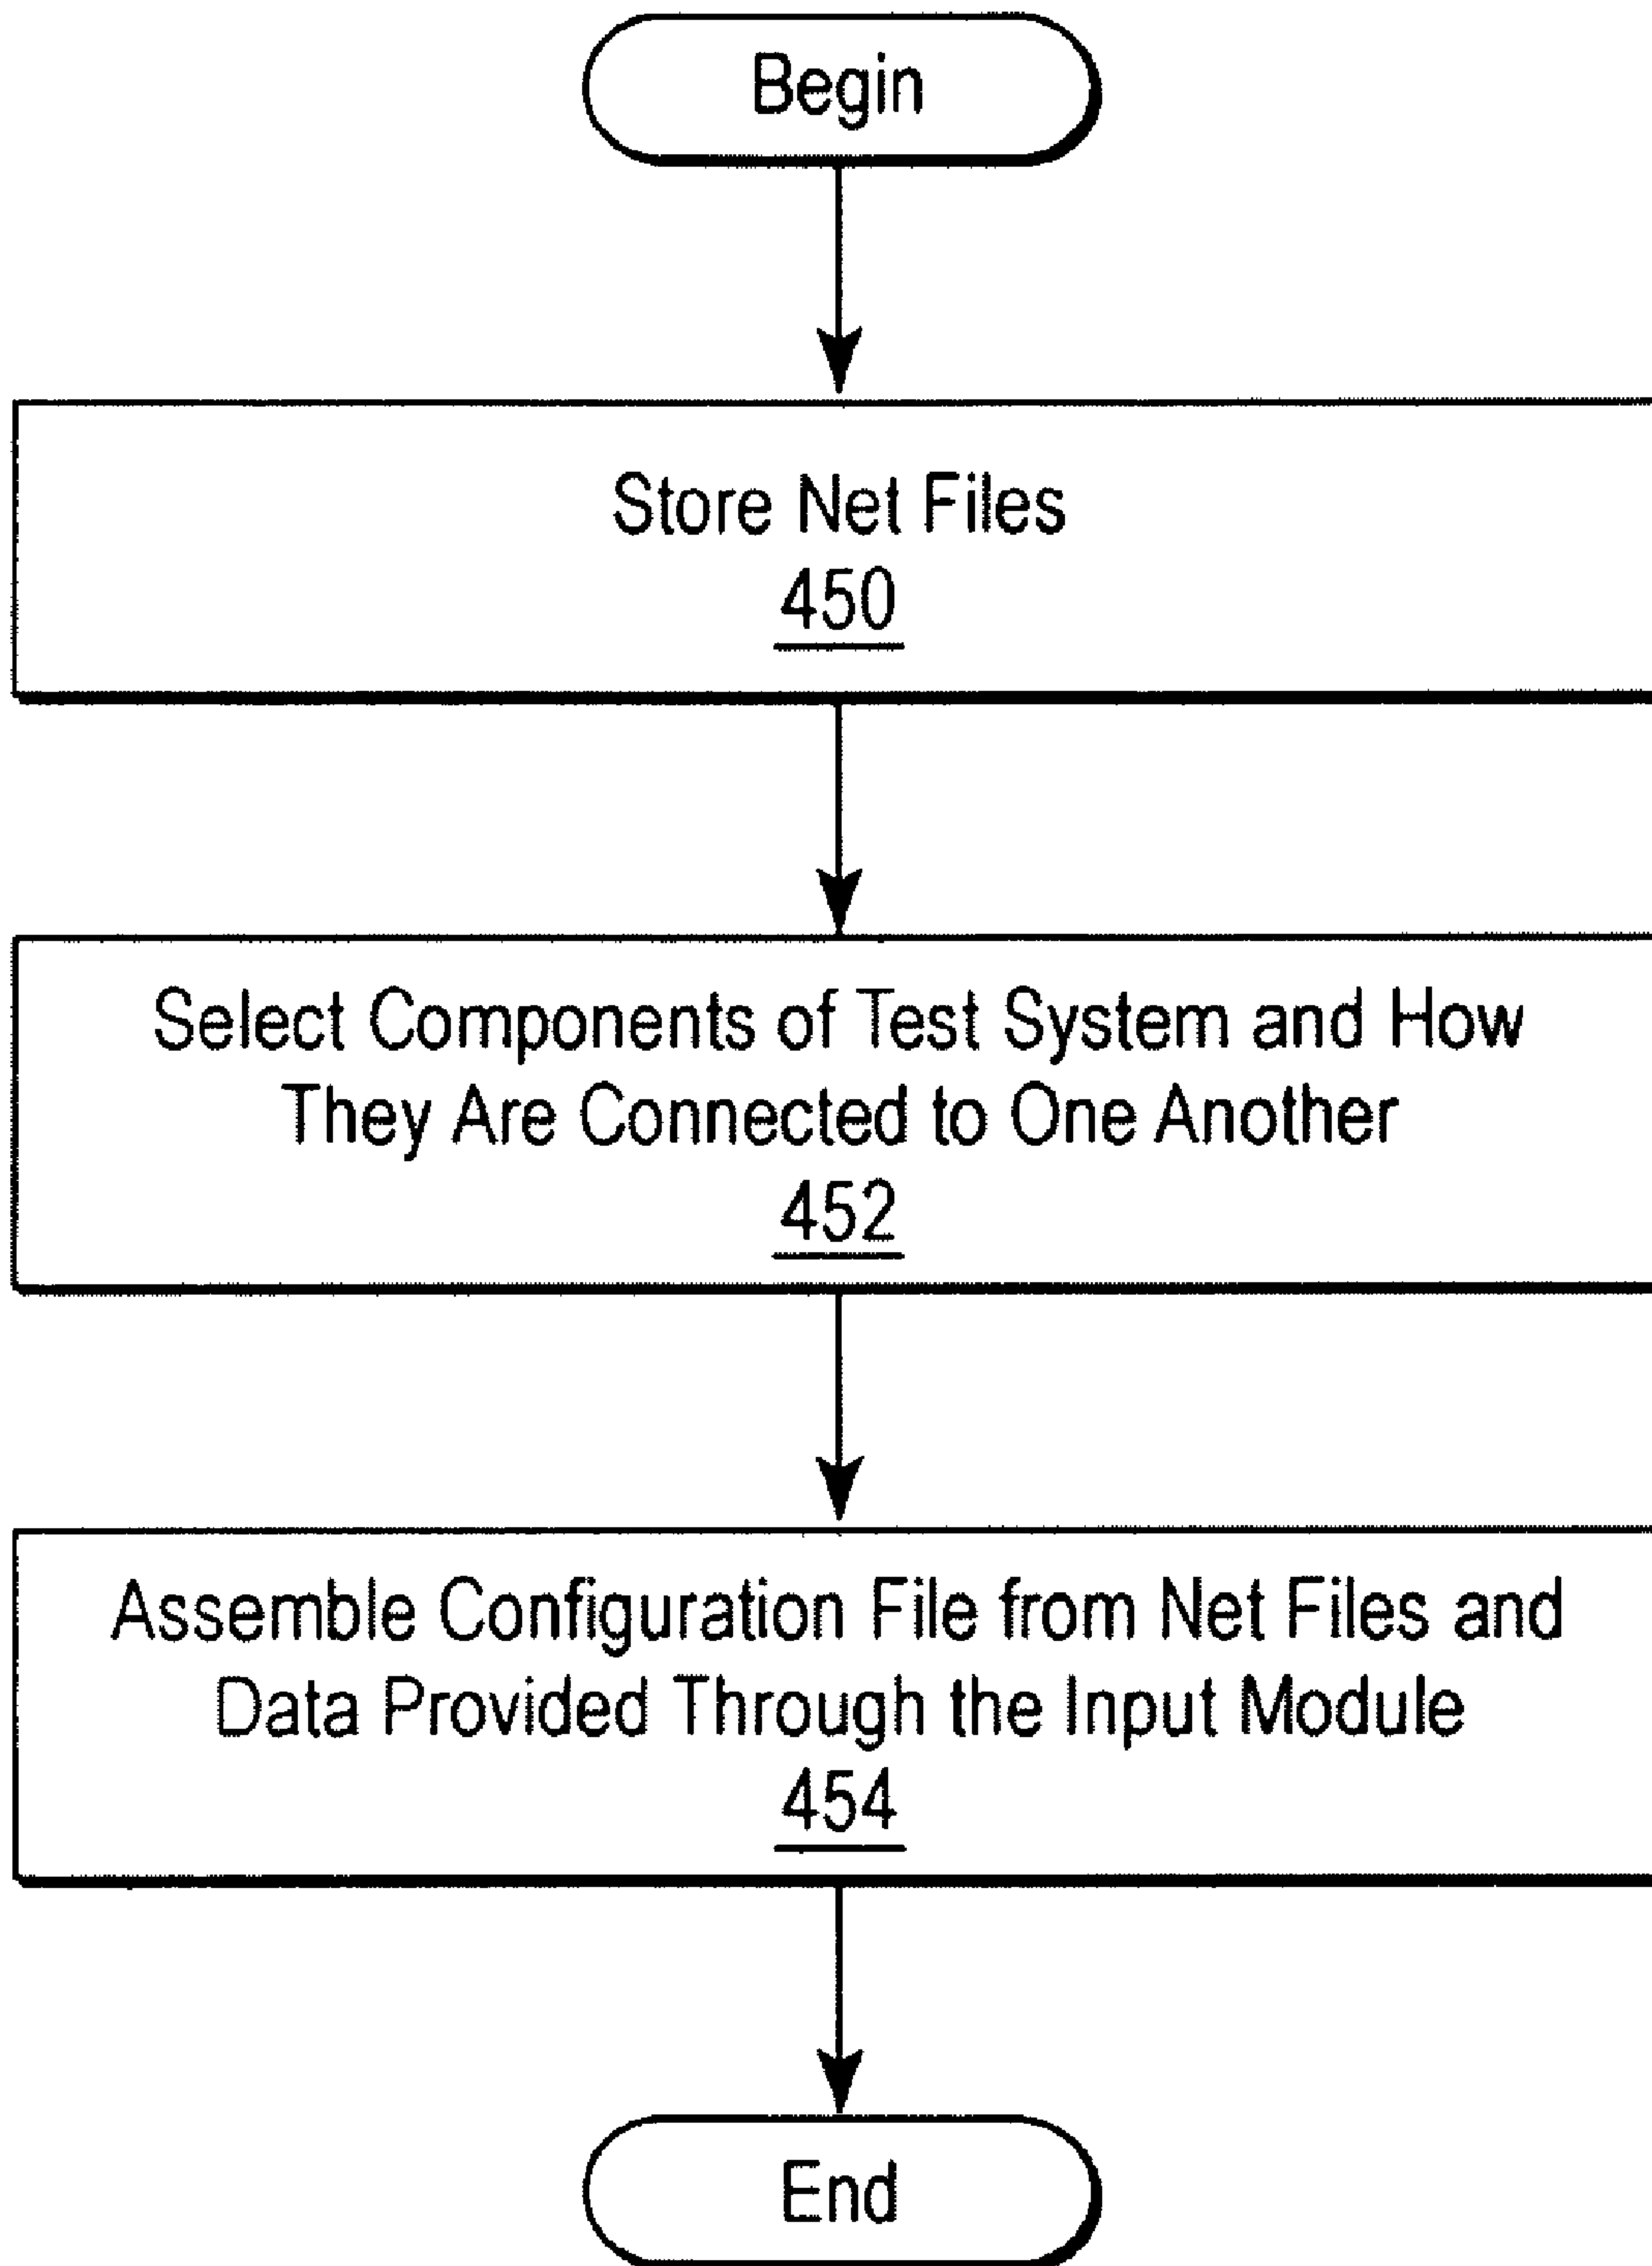 Begin
Store Net Files
450
Select Components of Test System and How
They Are Connected to One Another
452
Assemble Configuration File from Net Files and
Data Provided Through the Input Module
454
End